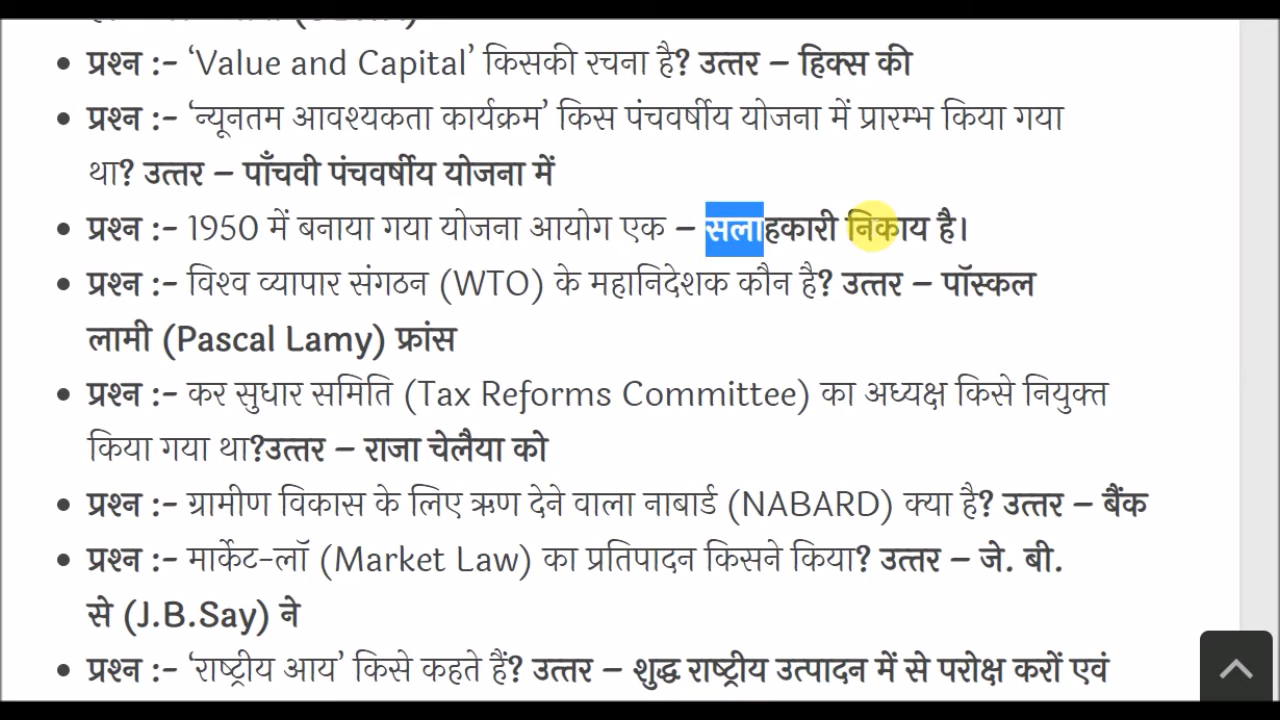 प्रश्न :- ‘Value and Capital’ किसकी रचना है? उत्तर – हिक्स की
प्रश्न :- ‘न्यूनतम आवश्यकता कार्यक्रम’ किस पंचवर्षीय योजना में प्रारम्भ किया गया
था? उत्तर – पाँचवी पंचवर्षीय योजना में
प्रश्न :- 1950 में बनाया गया योजना आयोग एक – सलाहकारी निकाय है।
प्रश्न :- विश्व व्यापार संगठन (WTO) के महानिदेशक कौन है? उत्तर – पॉस्कल
लामी (Pascal Lamy) फ्रांस
प्रश्न :- कर सुधार समिति (Tax Reforms Committee) का अध्यक्ष किसे नियुक्त
किया गया था?उत्तर – राजा चेलैया को
प्रश्न :- ग्रामीण विकास के लिए ऋण देने वाला नाबार्ड (NABARD) क्या है? उत्तर – बैंक
प्रश्न :- मार्केट-लॉ (Market Law) का प्रतिपादन किसने किया? उत्तर – जे. बी.
से (J.B.Say) ने
प्रश्न :- ‘राष्ट्रीय आय’ किसे कहते हैं? उत्तर – शुद्ध राष्ट्रीय उत्पादन में से परोक्ष करों एवं